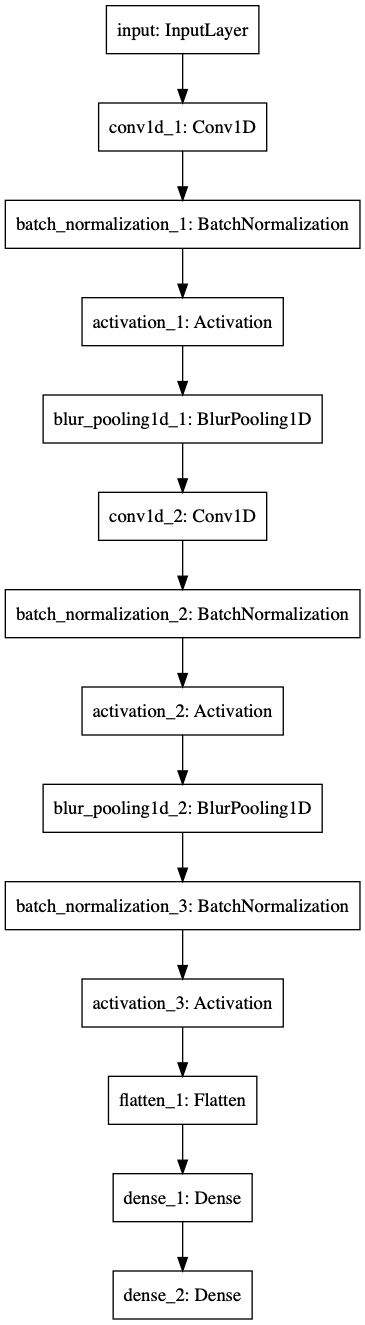 input: InputLayer
conv1d_1: Conv1D
batch_normalization_1: BatchNormalization
activation_1: Activation
blur_pooling1d_1: BlurPooling1D
conv1d_2: Conv1D
batch_normalization_2: BatchNormalization
activation_2: Activation
blur_pooling1d_2: BlurPooling1D
batch_normalization_3: BatchNormalization
activation_3: Activation
flatten_1: Flatten
dense_1: Dense
dense_2: Dense